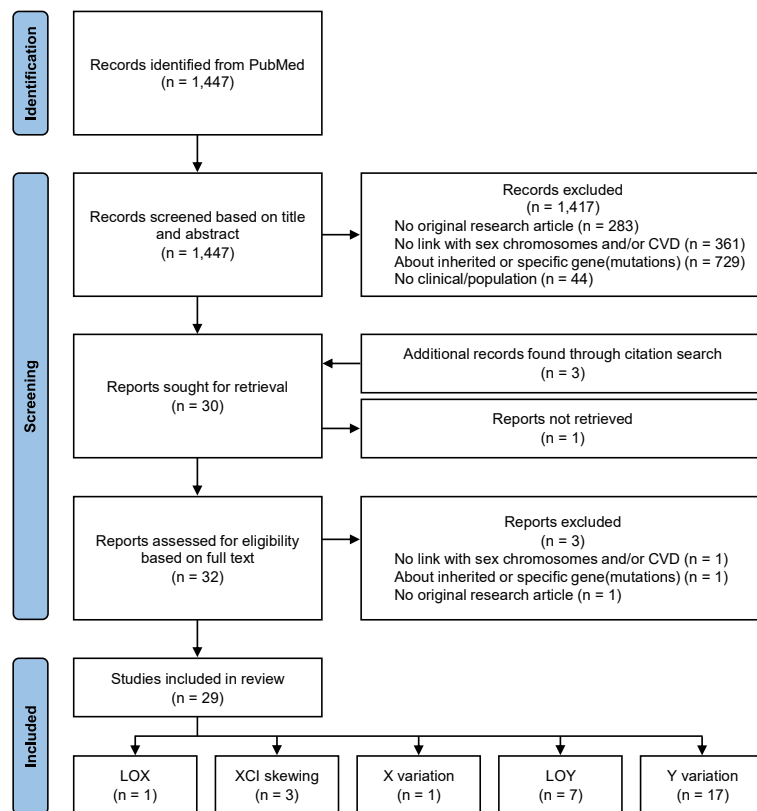 Identification
Records identified from PubMed
(n = 1,447)
Screening
Records screened based on title
and abstract
(n = 1,447)
Records excluded
(n = 1,417)
No original research article (n = 283)
No link with sex chromosomes and/or CVD (n = 361)
About inherited or specific gene(mutations) (n = 729)
No clinical/population (n = 44)
Reports sought for retrieval
(n = 30)
Additional records found through citation search
(n = 3)
Reports not retrieved
(n = 1)
Reports assessed for eligibility
based on full text
(n = 32)
Reports excluded
(n = 3)
No link with sex chromosomes and/or CVD (n = 1)
About inherited or specific gene(mutations) (n = 1)
No original research article (n = 1)
Included
Studies included in review
(n = 29)
LOX
(n = 1)
XCI skewing
(n = 3)
X variation
(n = 1)
LOY
(n = 7)
Y variation
(n = 17)